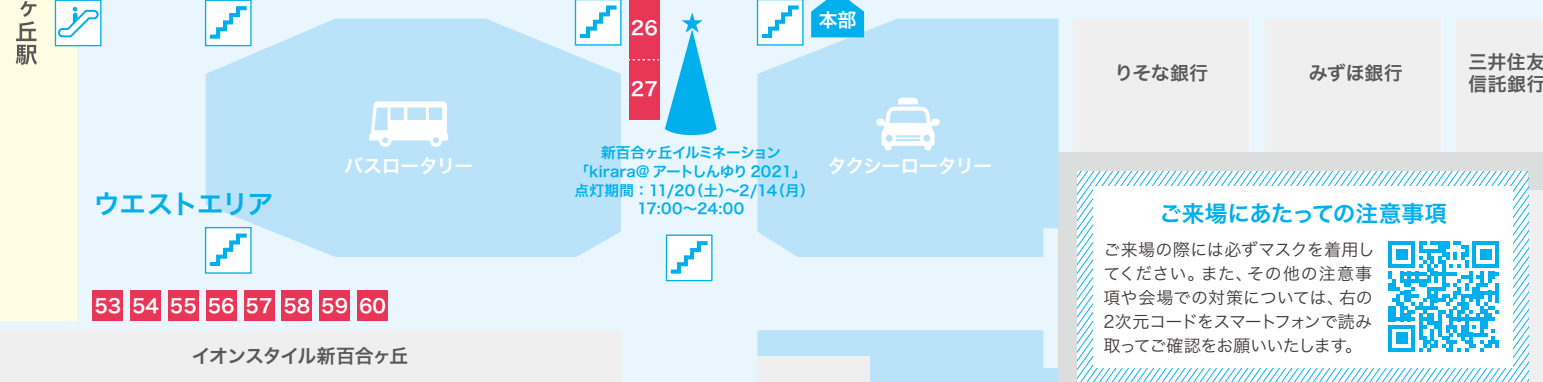 ヶ丘駅
本部
26
27
りそな銀行
みずほ銀行
三井住友
信託銀行
バスロータリー
新百合ヶ丘イルミネーション
「kirara@アートしんゆり2021」
点灯期間：11/20（土）〜2/14（月）
17:00〜24:00
タクシーロータリー
ウエストエリア
53 54 55 56 57 58 59 60
イオンスタイル新百合ヶ丘
ご来場にあたっての注意事項
ご来場の際には必ずマスクを着用し
てください。また、その他の注意事
項や会場での対策については、右の
2次元コードをスマートフォンで読み
取ってご確認をお願いいたします。